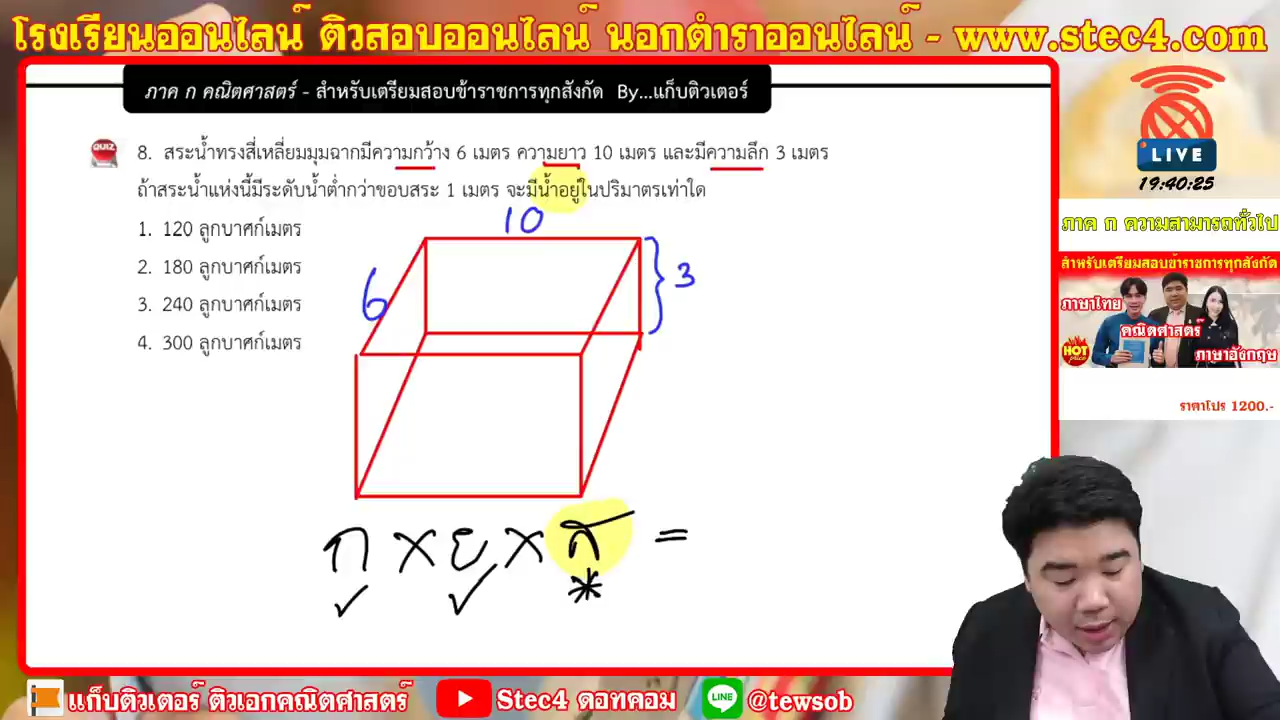 โรงเรียนออนไลน์ ติวสอบออนไลน์ นอกตำราออนไลน์ - www.stec4.com
ภาค ก คณิตศาสตร์ - สำหรับเตรียมสอบข้าราชการทุกสังกัด By...แก็บติวเตอร์
QUIZ
8. สระน้ำทรงสี่เหลี่ยมมุมฉากมีความกว้าง 6 เมตร ความยาว 10 เมตร และมีความลึก 3 เมตร
ถ้าสระน้ำแห่งนี้มีระดับน้ำต่ำกว่าขอบสระ 1 เมตร จะมีน้ำอยู่ในปริมาตรเท่าใด
1. 120 ลูกบาศก์เมตร
2. 180 ลูกบาศก์เมตร
3. 240 ลูกบาศก์เมตร
4. 300 ลูกบาศก์เมตร
10
6
3
ก × ย × ส =
LIVE
19:40:25
ภาค ก ความสามารถทั่วไป
สำหรับเตรียมสอบข้าราชการทุกสังกัด
ภาษาไทย
คณิตศาสตร์
ภาษาอังกฤษ
HOT
price
ราคาโปร 1200.-
แก็บติวเตอร์ ติวเอกคณิตศาสตร์
Stec4 ดอทคอม
LINE
@tewsob